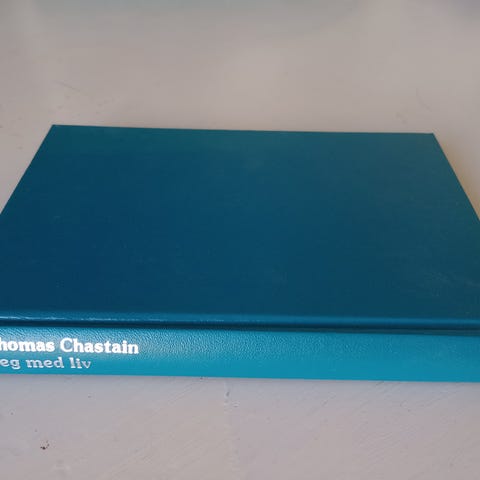 homas Chastain
eg med liv